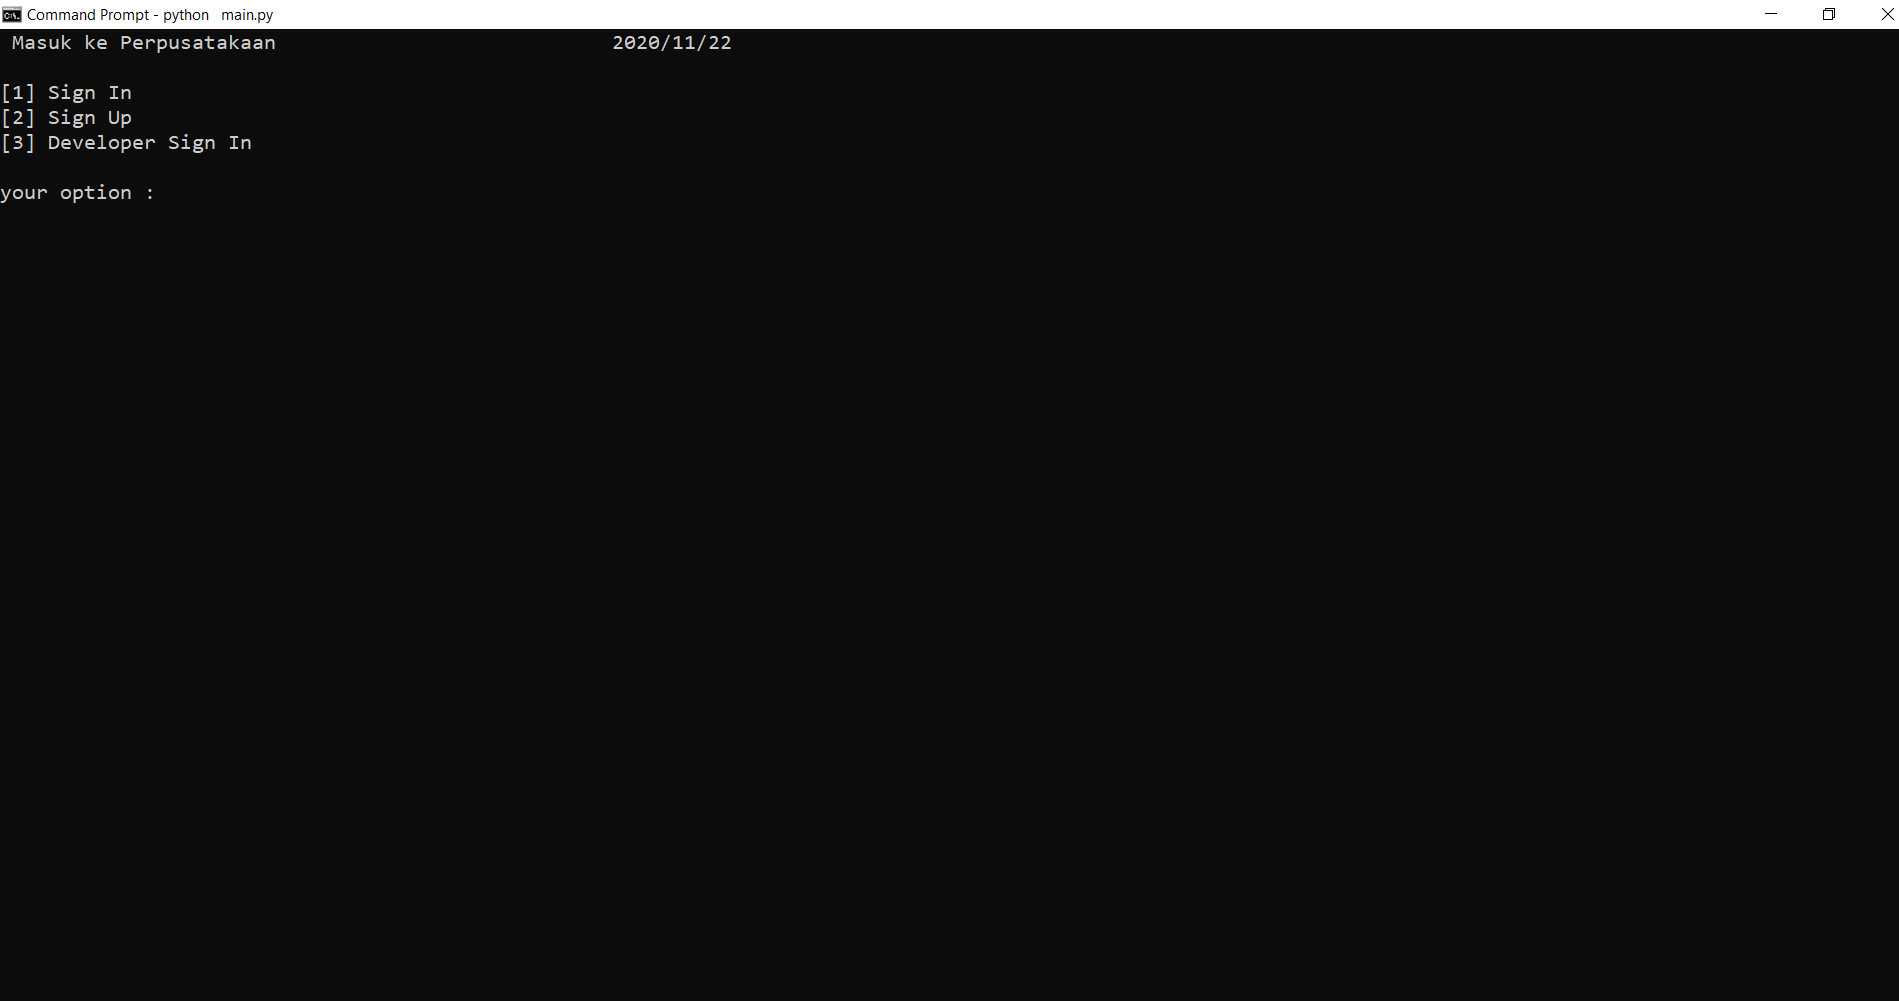 Command Prompt - python  main.py
Masuk ke Perpusatakaan 2020/11/22
[1] Sign In
[2] Sign Up
[3] Developer Sign In
your option :